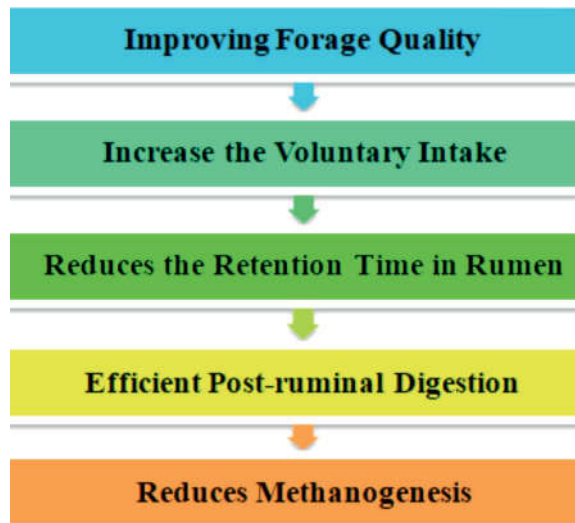 Improving Forage Quality
Increase the Voluntary Intake
Reduces the Retention Time in Rumen
Efficient Post-ruminal Digestion
Reduces Methanogenesis